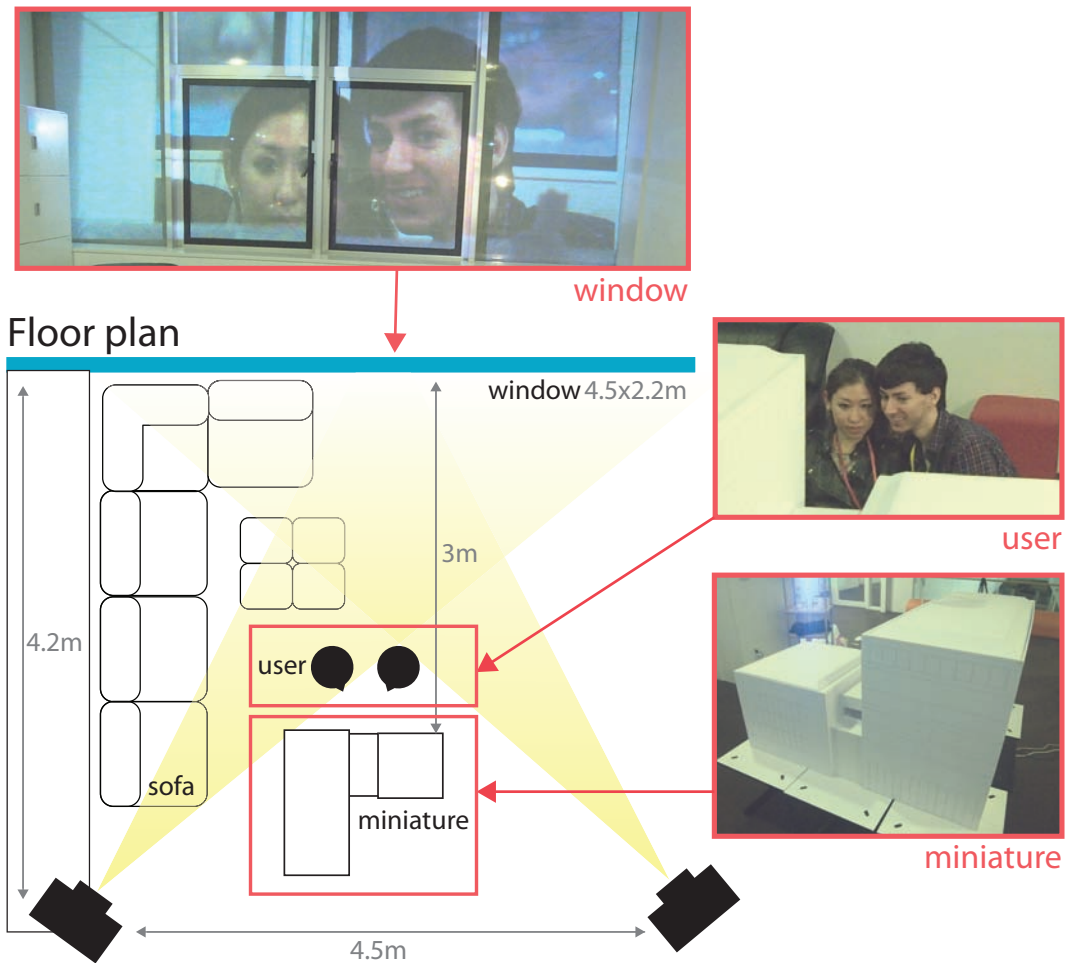 window
Floor plan
window 4.5x2.2m
user
3m
4.2m
user
sofa
miniature
miniature
4.5m